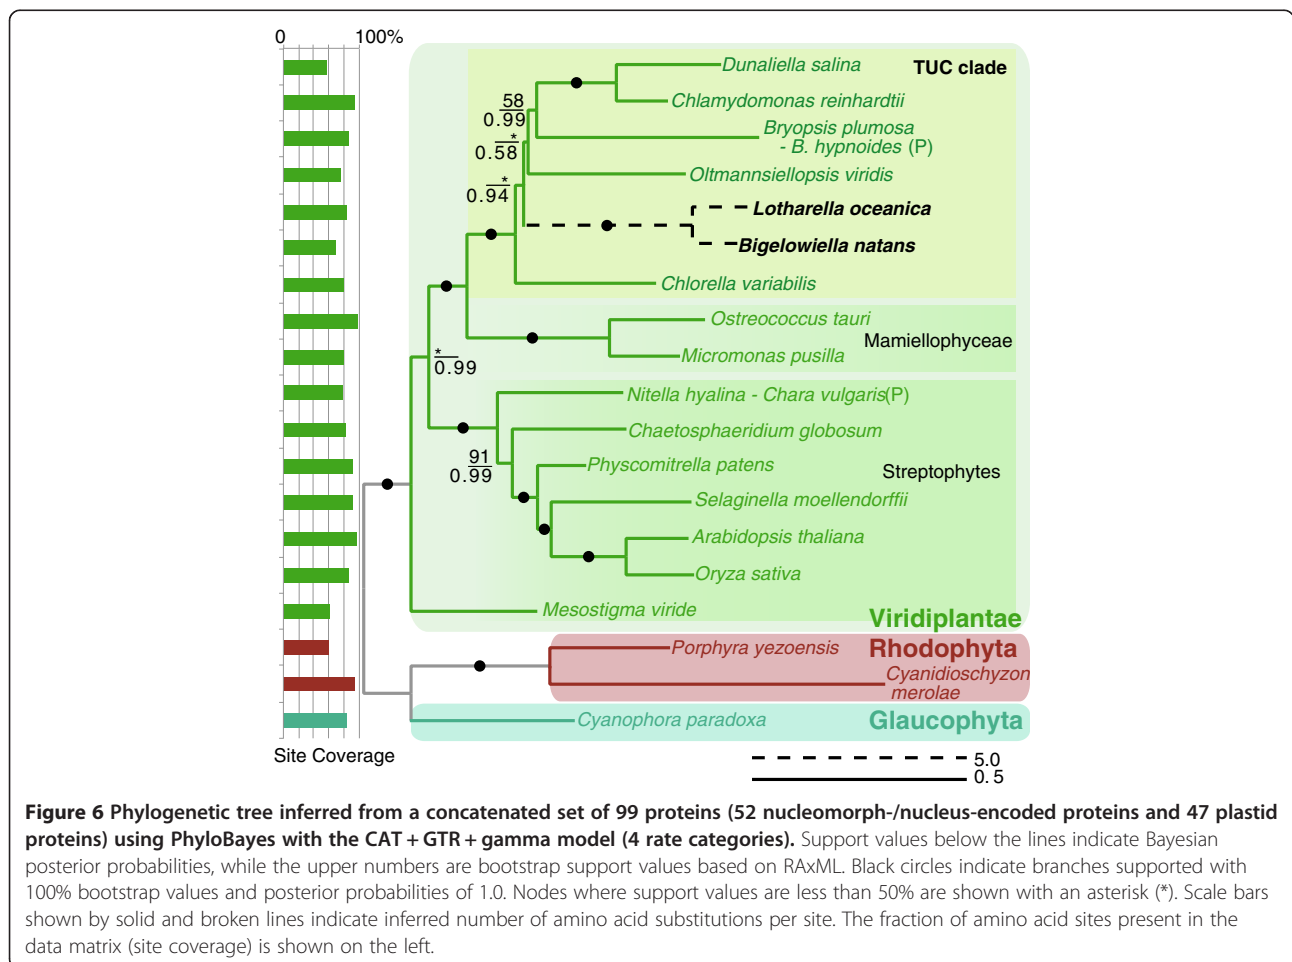 0 100%
Dunaliella salina
TUC clade
Chlamydomonas reinhardtii
58
0.99
Bryopsis plumosa
- B. hypnoides (P)
*
0.58
Oltmannsiellopsis viridis
*
0.94
Lotharella oceanica
Bigelowiella natans
Chlorella variabilis
Ostreococcus tauri
Mamiellophyceae
Micromonas pusilla
*
0.99
Nitella hyalina - Chara vulgaris(P)
Chaetosphaeridium globosum
91
0.99
Physcomitrella patens
Streptophytes
Selaginella moellendorffii
Arabidopsis thaliana
Oryza sativa
Mesostigma viride
Viridiplantae
Porphyra yezoensis
Rhodophyta
Cyanidioschyzon
merolae
Cyanophora paradoxa
Glaucophyta
Site Coverage
5.0
0.5
Figure 6 Phylogenetic tree inferred from a concatenated set of 99 proteins (52 nucleomorph-/nucleus-encoded proteins and 47 plastid
proteins) using PhyloBayes with the CAT + GTR + gamma model (4 rate categories). Support values below the lines indicate Bayesian
posterior probabilities, while the upper numbers are bootstrap support values based on RAxML. Black circles indicate branches supported with
100% bootstrap values and posterior probabilities of 1.0. Nodes where support values are less than 50% are shown with an asterisk (*). Scale bars
shown by solid and broken lines indicate inferred number of amino acid substitutions per site. The fraction of amino acid sites present in the
data matrix (site coverage) is shown on the left.